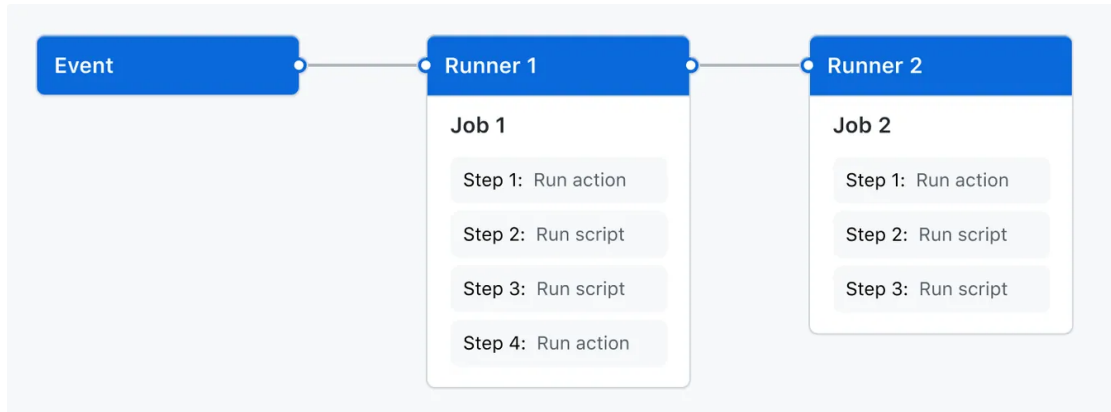 Event
Runner 1
Job 1
Step 1: Run action
Step 2: Run script
Step 3: Run script
Step 4: Run action
Runner 2
Job 2
Step 1: Run action
Step 2: Run script
Step 3: Run script